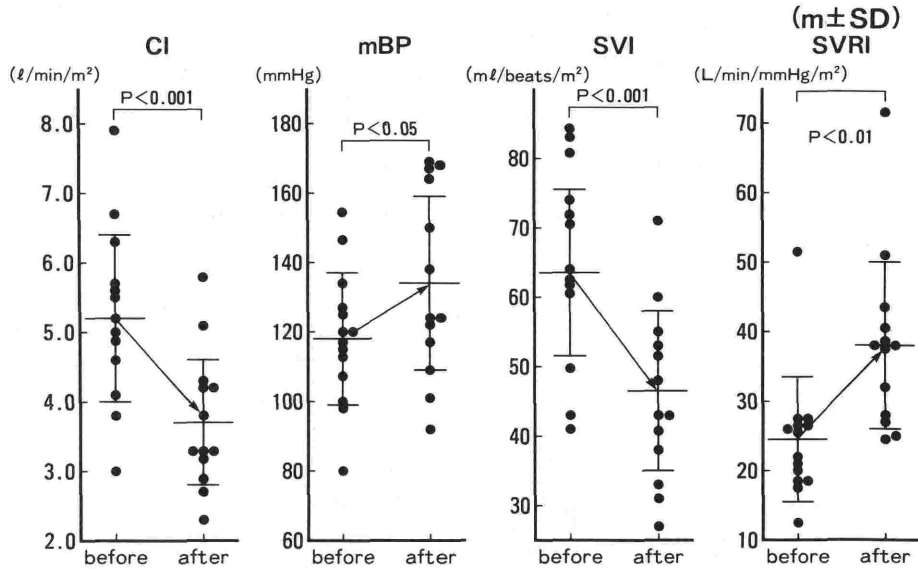 (m±SD)
CI
mBP
SVI
SVRI
(ℓ/min/m²)
(mmHg)
(mℓ/beats/m²)
(L/min/mmHg/m²)
P<0.001
8.0
7.0
6.0
5.0
4.0
3.0
2.0
before
after
P<0.05
180
160
140
120
100
80
60
before
after
P<0.001
80
70
60
50
40
30
before
after
P<0.01
70
60
50
40
30
20
10
before
after